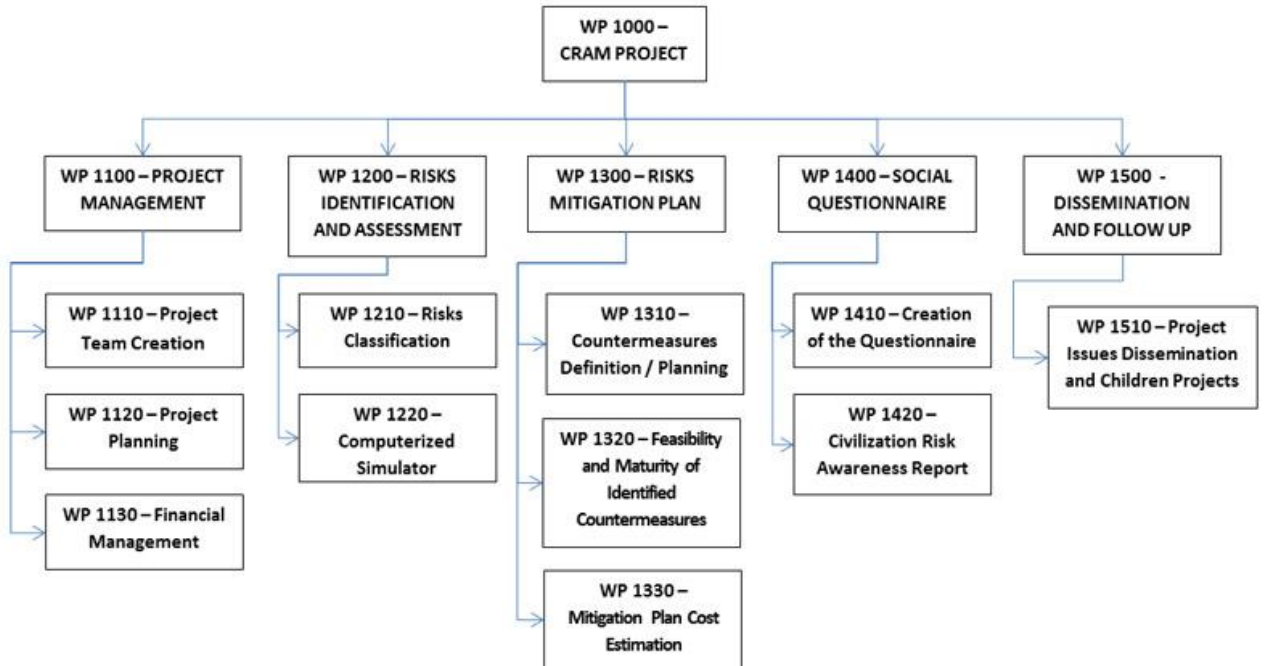 WP 1000 –
CRAM PROJECT
WP 1100 – PROJECT
MANAGEMENT
WP 1200 – RISKS
IDENTIFICATION
AND ASSESSMENT
WP 1300 – RISKS
MITIGATION PLAN
WP 1400 – SOCIAL
QUESTIONNAIRE
WP 1500 -
DISSEMINATION
AND FOLLOW UP
WP 1110 – Project
Team Creation
WP 1120 – Project
Planning
WP 1130 – Financial
Management
WP 1210 – Risks
Classification
WP 1220 –
Computerized
Simulator
WP 1310 –
Countermeasures
Definition / Planning
WP 1320 – Feasibility
and Maturity of
Identified
Countermeasures
WP 1330 –
Mitigation Plan Cost
Estimation
WP 1410 – Creation
of the Questionnaire
WP 1420 –
Civilization Risk
Awareness Report
WP 1510 – Project
Issues Dissemination
and Children Projects